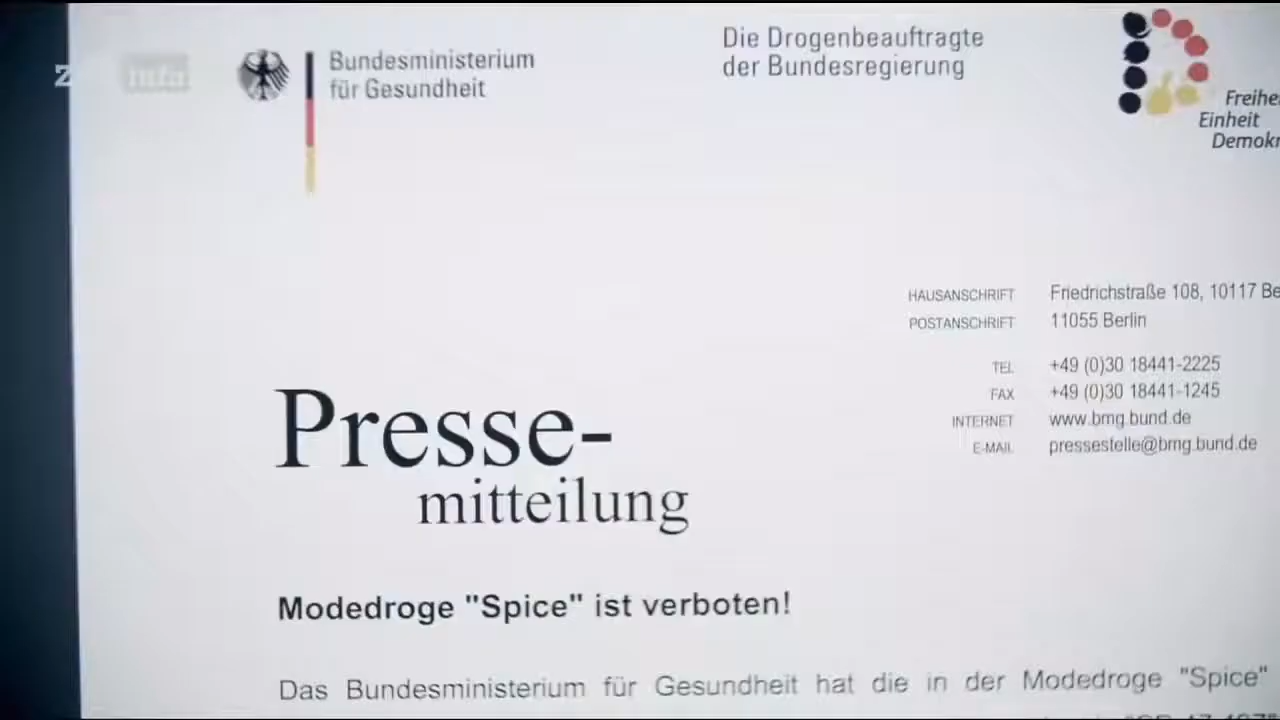 Bundesministerium
für Gesundheit
Die Drogenbeauftragte
der Bundesregierung
Einheit
HAUSANSCHRIFT Friedrichstraße 108, 10117
POSTANSCHRIFT 11055 Berlin
TEL +49 (0)30 18441-2225
FAX +49 (0)30 18441-1245
INTERNET www.bmg.bund.de
E-MAIL pressestelle@bmg.bund.de
Presse-
mitteilung
Modedroge "Spice" ist verboten!
Das Bundesministerium für Gesundheit hat die in der Modedroge "Spice"